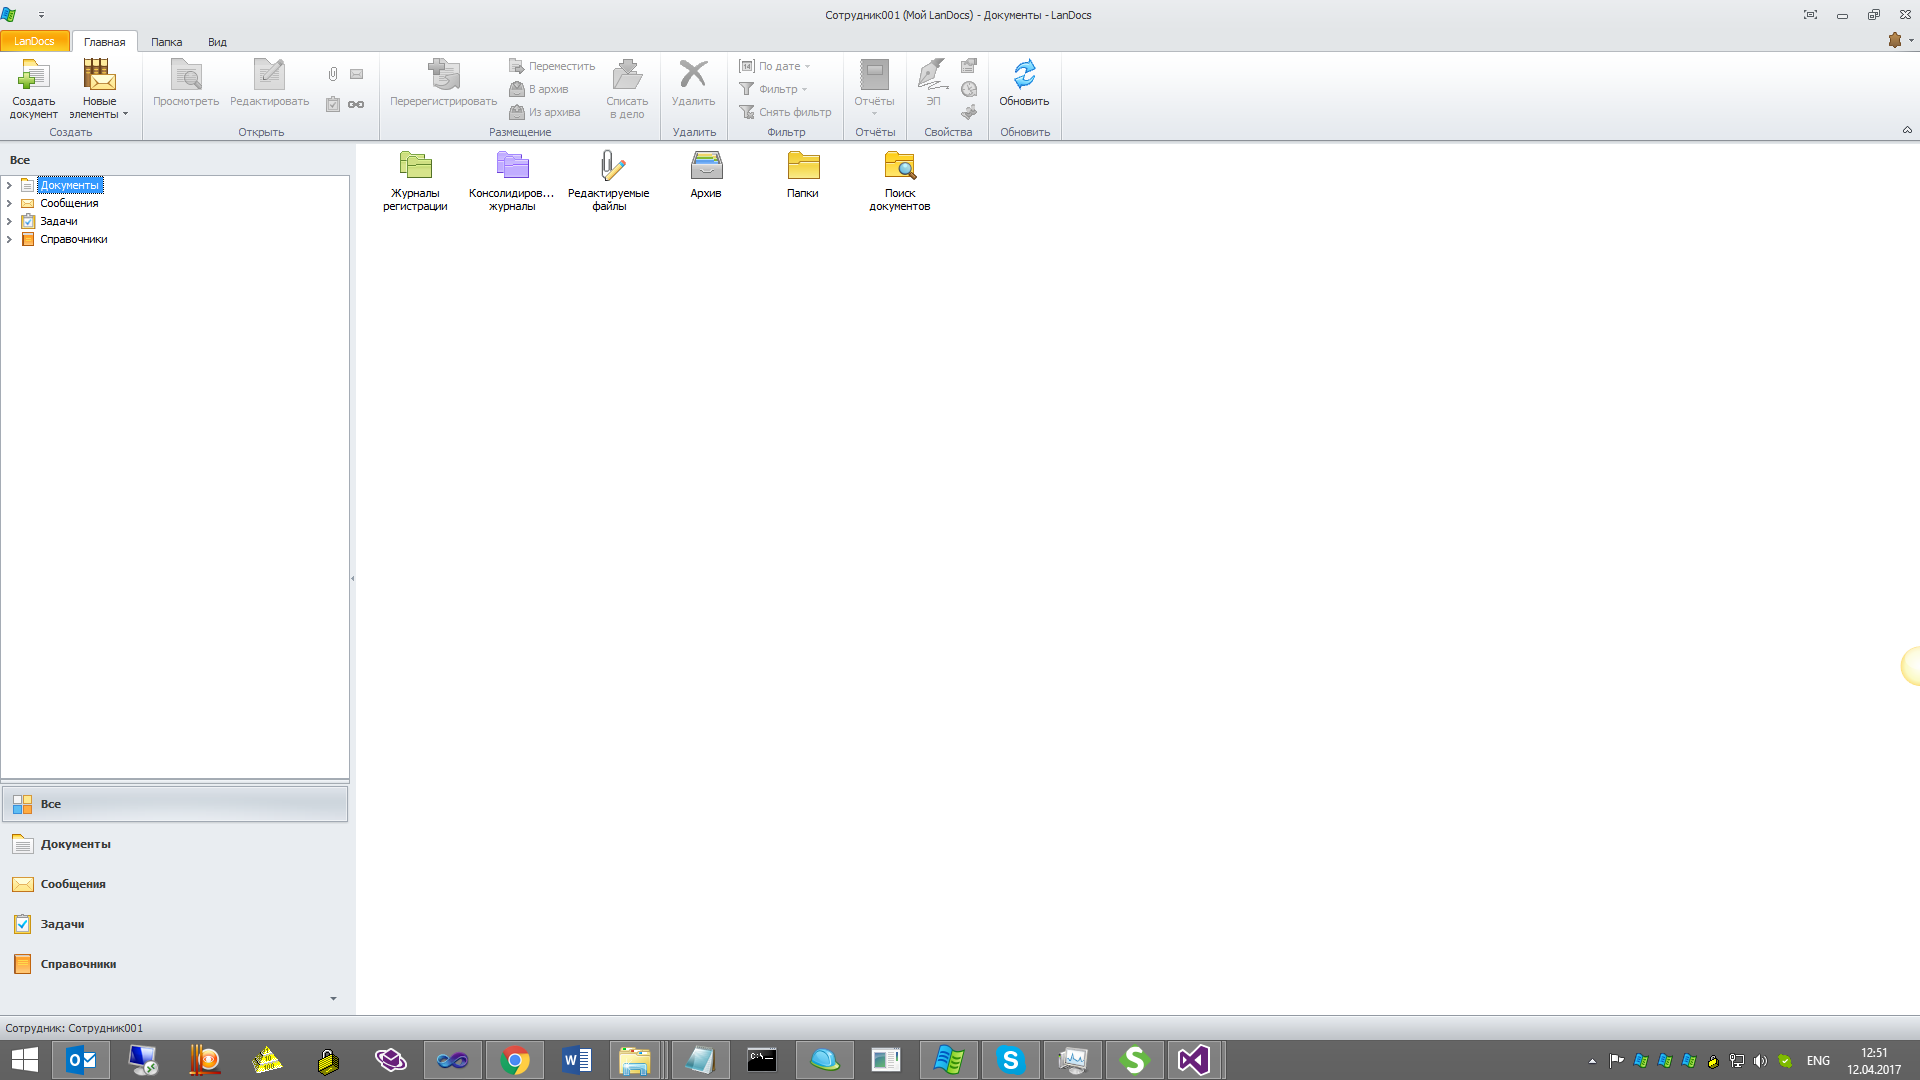 Сотрудник001 (Мой LanDocs) - Документы - LanDocs
LanDocs Главная Папка Вид
Создать документ
Новые элементы
Создать
Просмотреть
Редактировать
Открыть
Перерегистрировать
Переместить
В архив
Из архива
Списать в дело
Размещение
Удалить
Удалить
14 По дате
Фильтр
Снять фильтр
Фильтр
Отчёты
Отчёты
ЭП
Свойства
Обновить
Обновить
Все
Документы
Сообщения
Задачи
Справочники
Журналы регистрации
Консолидиров... журналы
Редактируемые файлы
Архив
Папки
Поиск документов
Все
Документы
Сообщения
Задачи
Справочники
Сотрудник: Сотрудник001
ENG
12:51
12.04.2017